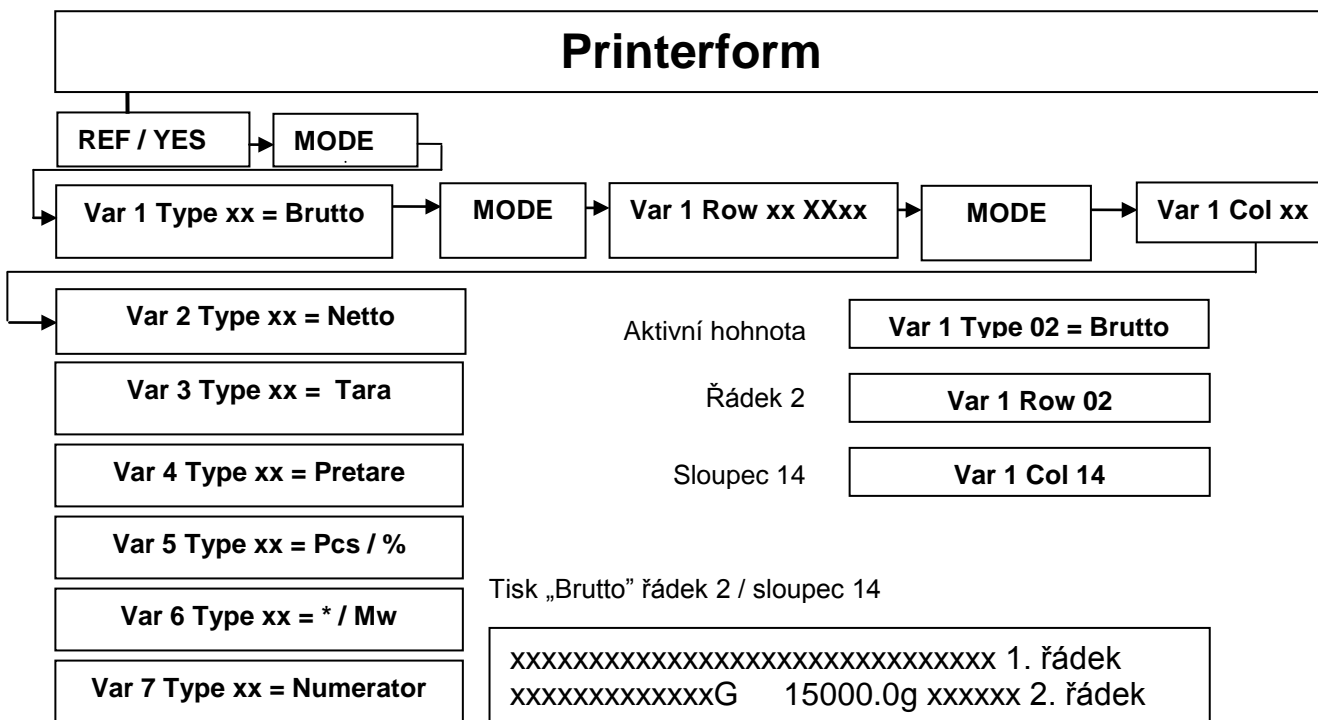 Printerform
REF / YES
MODE
Var 1 Type xx = Brutto
MODE
Var 1 Row xx XXxx
MODE
Var 1 Col xx
Var 2 Type xx = Netto
Aktivní hohnota
Var 1 Type 02 = Brutto
Var 3 Type xx = Tara
Řádek 2
Var 1 Row 02
Var 4 Type xx = Pretare
Sloupec 14
Var 1 Col 14
Var 5 Type xx = Pcs / %
Tisk „Brutto” řádek 2 / sloupec 14
Var 6 Type xx = * / Mw
xxxxxxxxxxxxxxxxxxxxxxxxxxxxxxx 1. řádek
Var 7 Type xx = Numerator
xxxxxxxxxxxxxG 15000.0g xxxxxx 2. řádek